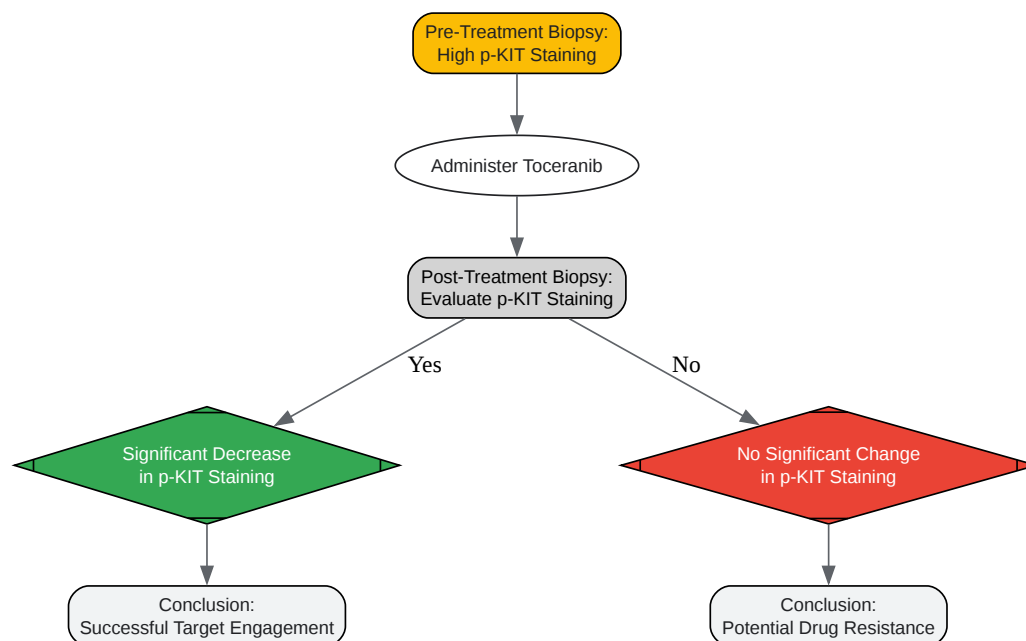 Pre-Treatment Biopsy:
High p-KIT Staining
Administer Toceranib
Post-Treatment Biopsy:
Evaluate p-KIT Staining
Yes
No
Significant Decrease
in p-KIT Staining
No Significant Change
in p-KIT Staining
Conclusion:
Successful Target Engagement
Conclusion:
Potential Drug Resistance